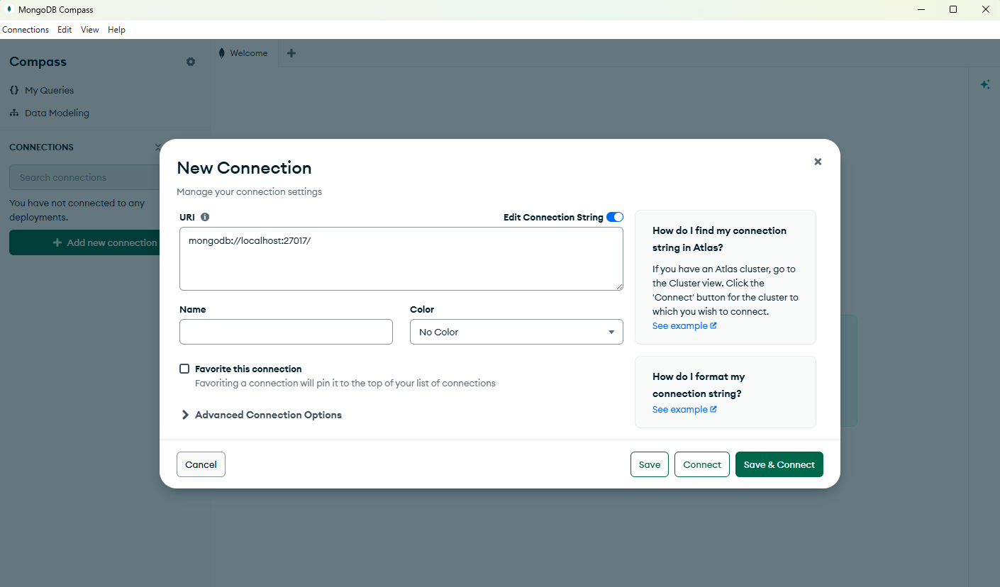 MongoDB Compass
Connections Edit View Help
Compass
My Queries
Data Modeling
CONNECTIONS
Search connections
You have not connected to any
deployments.
Add new connection
Welcome
New Connection
Manage your connection settings
URI
Edit Connection String
mongodb://localhost:27017/
Name
Color
No Color
Favorite this connection
Favoriting a connection will pin it to the top of your list of connections
Advanced Connection Options
How do I find my connection
string in Atlas?
If you have an Atlas cluster, go to
the Cluster view. Click the
'Connect' button for the cluster to
which you wish to connect.
See example
How do I format my
connection string?
See example
Cancel
Save
Connect
Save & Connect